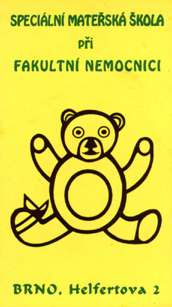 SPECIÁLNÍ MATEŘSKÁ ŠKOLA
při
FAKULTNÍ NEMOCNICI
BRNO, Helfertova 2